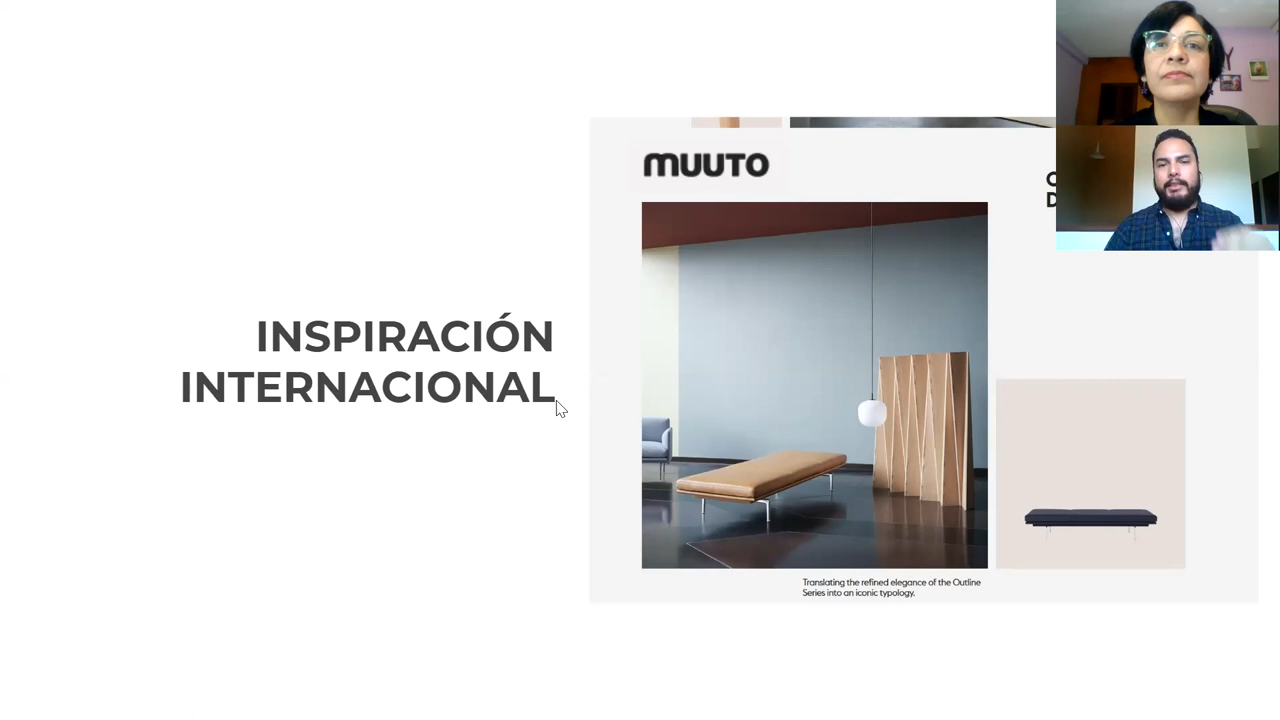 INSPIRACIÓN
INTERNACIONAL
muuto
Translating the refined elegance of the Outline
Series into an iconic typology.